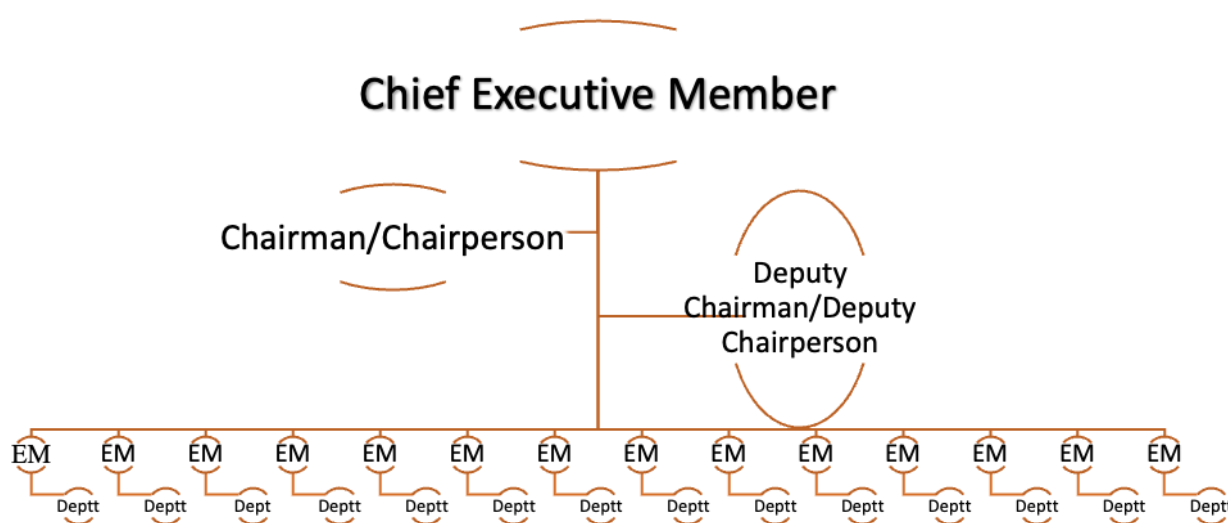 Chief Executive Member
Chairman/Chairperson
Deputy
Chairman/Deputy
Chairperson
EM EM EM EM EM EM EM EM EM EM EM EM EM EM
Deptt Deptt Dept Deptt Deptt Deptt Deptt Deptt Deptt Deptt Deptt Deptt Deptt Deptt